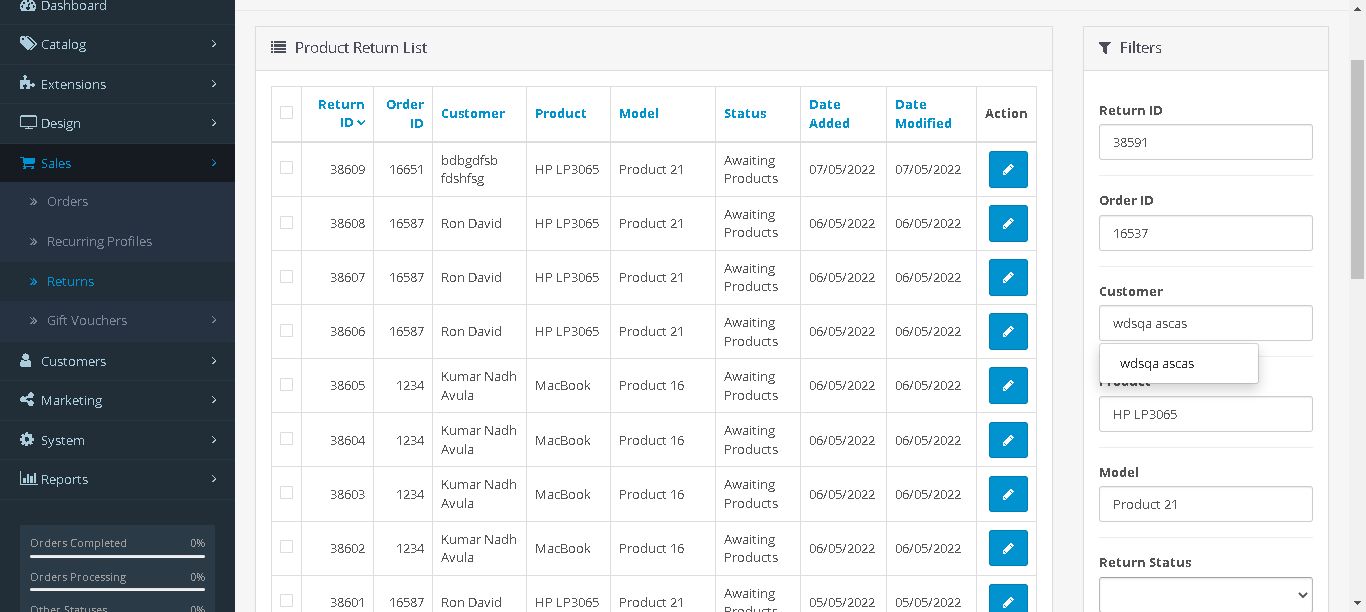 Dashboard
Catalog
Extensions
Design
Sales
Orders
Recurring Profiles
Returns
Gift Vouchers
Customers
Marketing
System
Reports
Orders Completed 0%
Orders Processing 0%
Other Statuses 0%
Product Return List
Return ID Order ID Customer Product Model Status Date Added Date Modified Action
38609 16651 bdbgdfsb fdshfsg HP LP3065 Product 21 Awaiting Products 07/05/2022 07/05/2022
38608 16587 Ron David HP LP3065 Product 21 Awaiting Products 06/05/2022 06/05/2022
38607 16587 Ron David HP LP3065 Product 21 Awaiting Products 06/05/2022 06/05/2022
38606 16587 Ron David HP LP3065 Product 21 Awaiting Products 06/05/2022 06/05/2022
38605 1234 Kumar Nadh Avula MacBook Product 16 Awaiting Products 06/05/2022 06/05/2022
38604 1234 Kumar Nadh Avula MacBook Product 16 Awaiting Products 06/05/2022 06/05/2022
38603 1234 Kumar Nadh Avula MacBook Product 16 Awaiting Products 06/05/2022 06/05/2022
38602 1234 Kumar Nadh Avula MacBook Product 16 Awaiting Products 06/05/2022 06/05/2022
38601 16587 Ron David HP LP3065 Product 21 Awaiting Products 05/05/2022 05/05/2022
Filters
Return ID
38591
Order ID
16537
Customer
wdsqa ascas
wdsqa ascas
Product
HP LP3065
Model
Product 21
Return Status